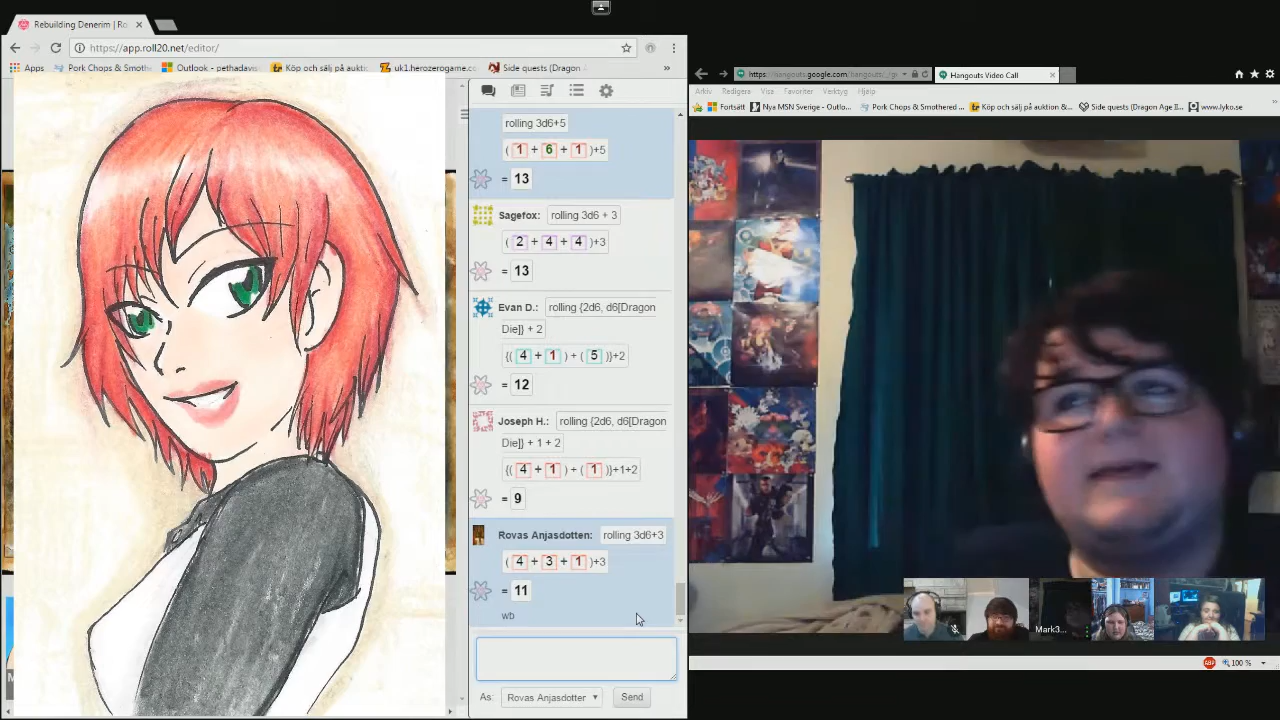 Rebuilding Denerim | Ro
https://app.roll20.net/editor/
Apps
Pork Chops & Smothe
Outlook - pethadavis
Köp och sälj på aukti
uk1.herozerogame.c
Side quests (Dragon
»
rolling 3d6+5
( 1 + 6 + 1 )+5
= 13
Sagefox: rolling 3d6 + 3
( 2 + 4 + 4 )+3
= 13
Evan D.: rolling {2d6, d6[Dragon
Die]} + 2
{( 4 + 1 ) + ( 5 )}+2
= 12
Joseph H.: rolling {2d6, d6[Dragon
Die]} + 1 + 2
{( 4 + 1 ) + ( 1 )}+1+2
= 9
Rovas Anjasdotten: rolling 3d6+3
( 4 + 3 + 1 )+3
= 11
wb
As: Rovas Anjasdotter
Send
https://hangouts.google.com/hangouts/
Hangouts Video Call
Arkiv Redigera Visa Favoriter Verktyg Hjälp
Fortsätt
Nya MSN Sverige - Outlo...
Pork Chops & Smothered ...
Köp och sälj på auktion &...
Side quests (Dragon Age II...
www.lyko.se
Mark3...
ABP
100 %